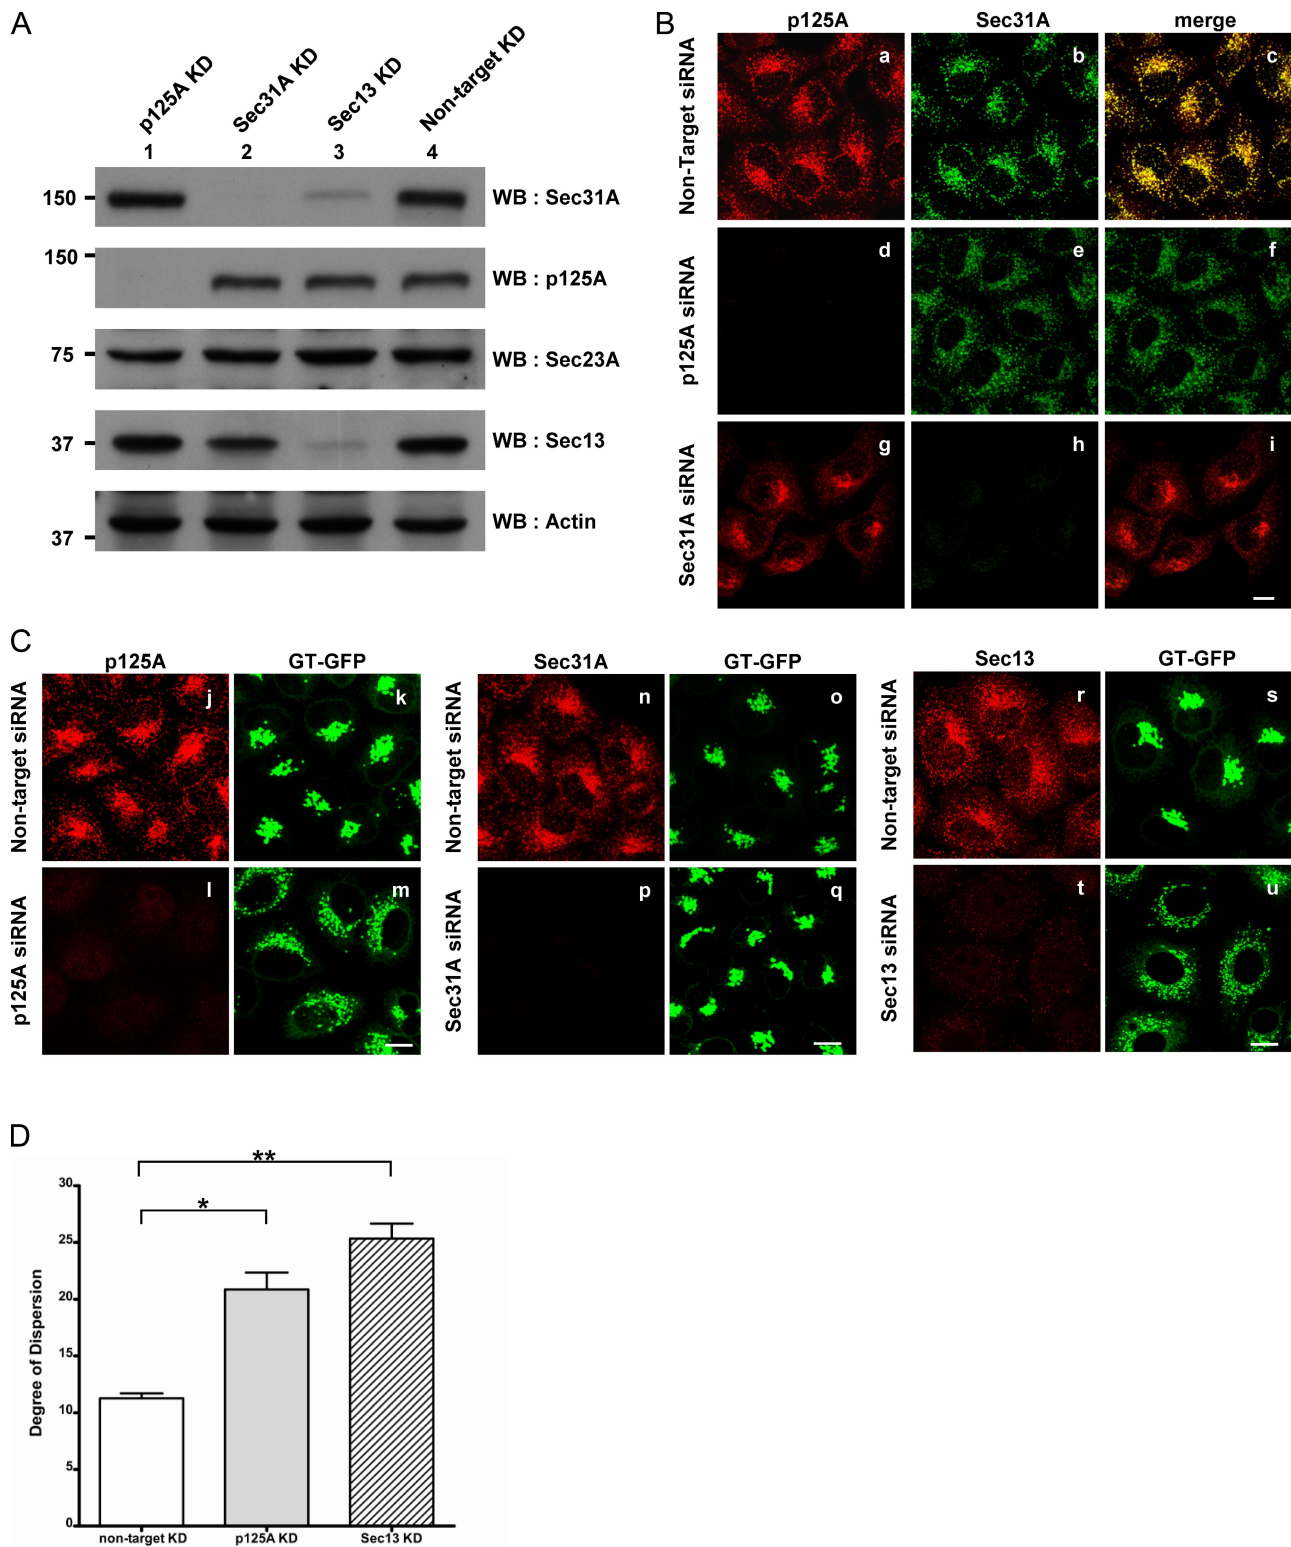 A
p125A KD
Sec31A KD
Sec13 KD
Non-target KD
1 2 3 4
150 WB : Sec31A
150
WB : p125A
75 WB : Sec23A
37 WB : Sec13
37 WB : Actin
B
p125A Sec31A merge
Non-Target siRNA
a b c
p125A siRNA
d e f
Sec31A siRNA
g h i
C
p125A GT-GFP Sec31A GT-GFP Sec13 GT-GFP
Non-target siRNA
j k
Non-target siRNA
n o
Non-target siRNA
r s
p125A siRNA
l m
Sec31A siRNA
p q
Sec13 siRNA
t u
D
**
*
Degree of Dispersion
30
25
20
15
10
5
0
non-target KD p125A KD Sec13 KD